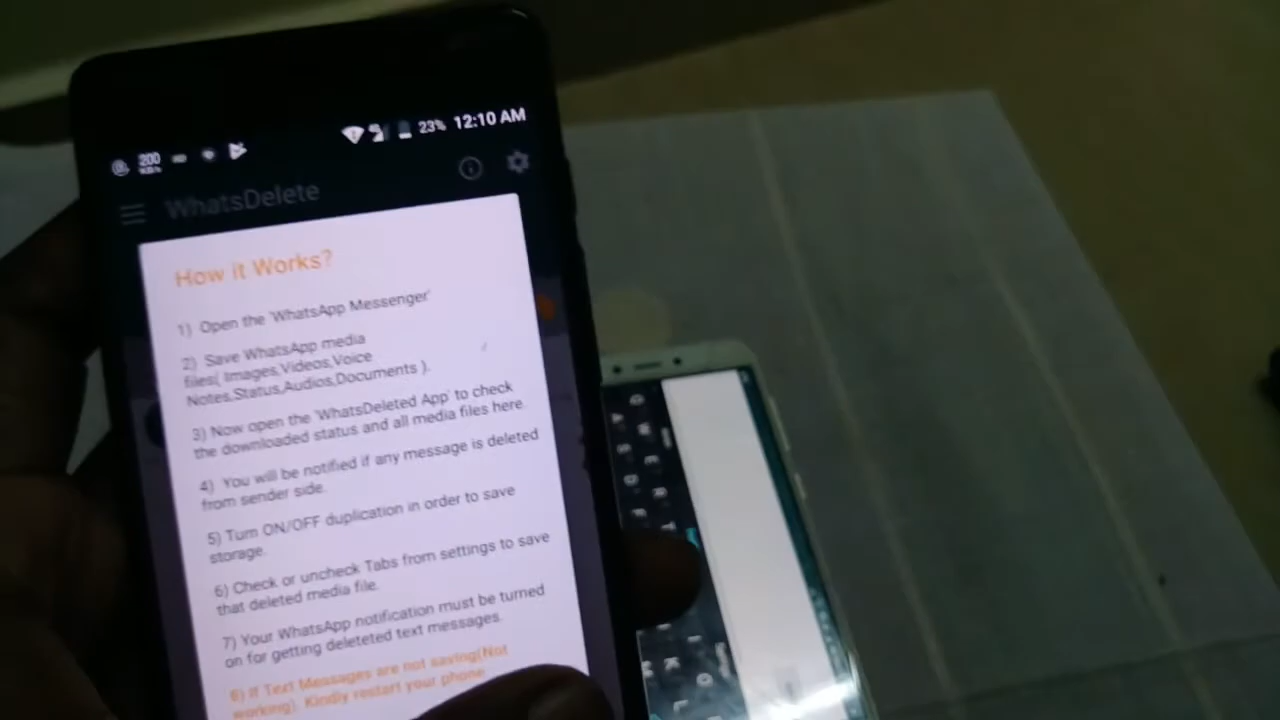 200
KB/s
4G
23%
12:10 AM
WhatsDelete
How it Works?
1) Open the 'WhatsApp Messenger'
2) Save WhatsApp media
files( Images,Videos,Voice
Notes,Status,Audios,Documents ).
3) Now open the 'WhatsDeleted App' to check
the downloaded status and all media files here.
4) You will be notified if any message is deleted
from sender side.
5) Turn ON/OFF duplication in order to save
storage.
6) Check or uncheck Tabs from settings to save
that deleted media file.
7) Your WhatsApp notification must be turned
on for getting deleteted text messages.
8) If Text Messages are not saving(Not
working). Kindly restart your phone